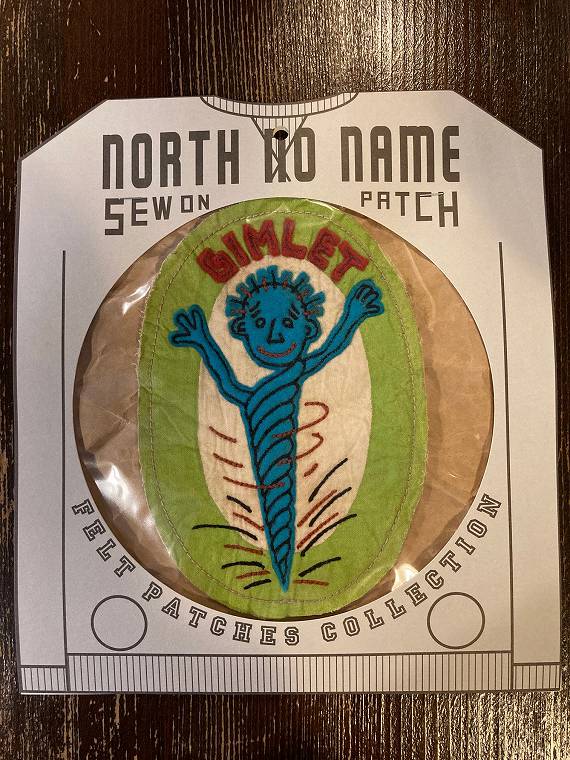 NORTH NO NAME
SEW ON PATCH
GIMLET
FELT PATCHES COLLECTION